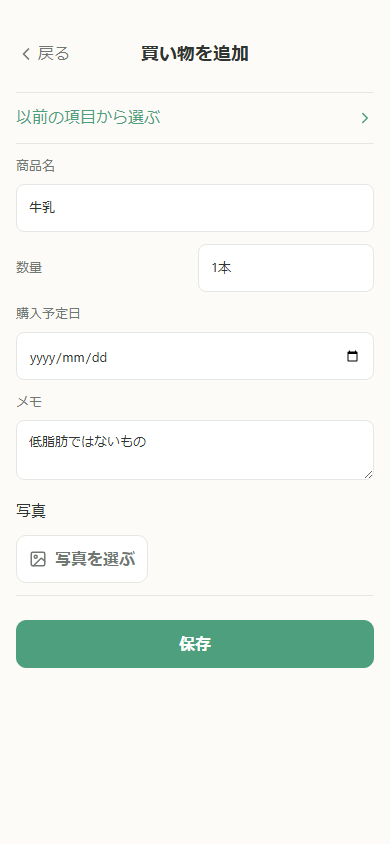 戻る
買い物を追加
以前の項目から選ぶ
商品名
牛乳
数量
1本
購入予定日
yyyy/mm/dd
メモ
低脂肪ではないもの
写真
写真を選ぶ
保存